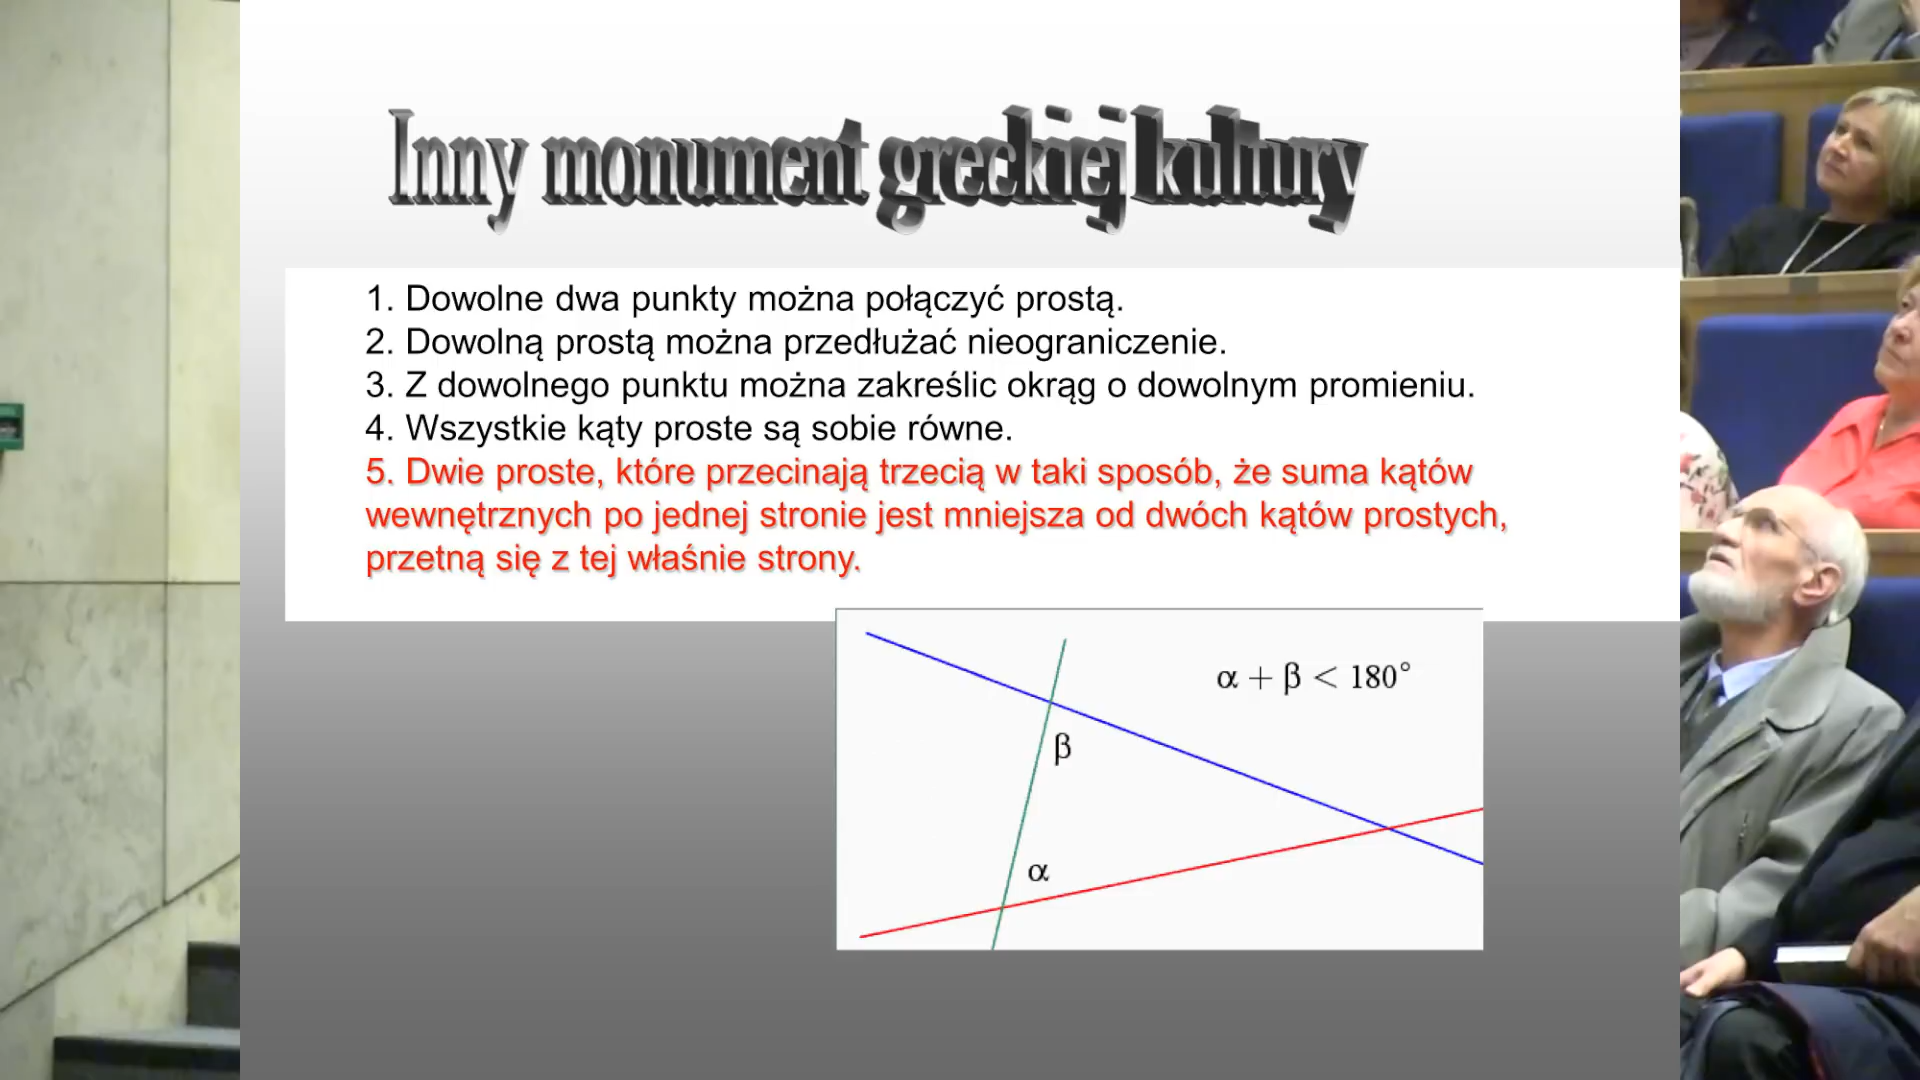 Inny monument greckiej kultury
1. Dowolne dwa punkty można połączyć prostą.
2. Dowolną prostą można przedłużać nieograniczenie.
3. Z dowolnego punktu można zakreślic okrąg o dowolnym promieniu.
4. Wszystkie kąty proste są sobie równe.
5. Dwie proste, które przecinają trzecią w taki sposób, że suma kątów
wewnętrznych po jednej stronie jest mniejsza od dwóch kątów prostych,
przetną się z tej właśnie strony.
α + β < 180°
β
α